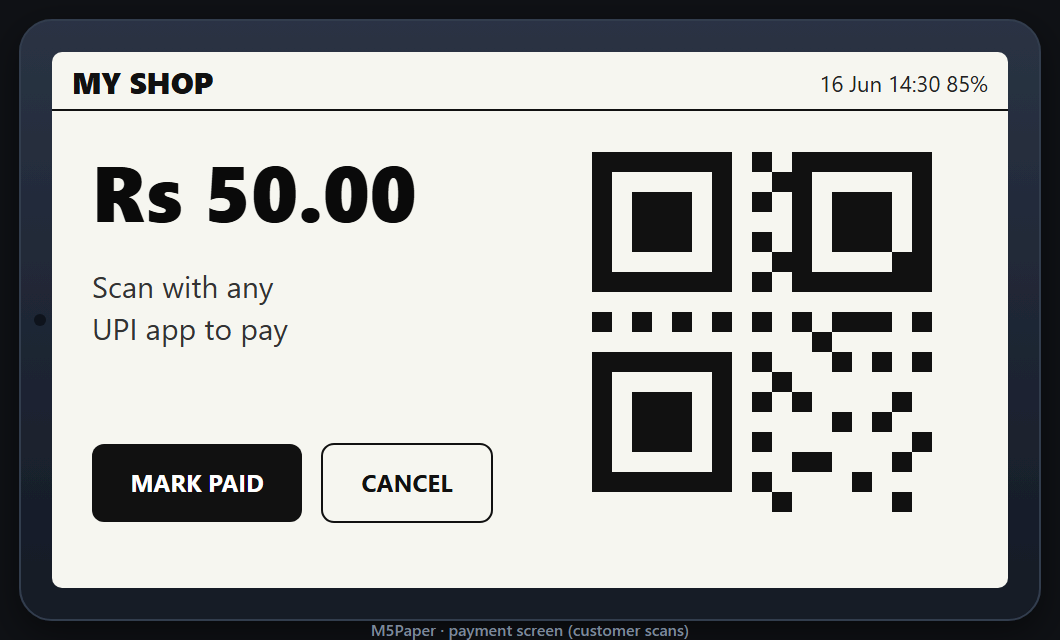 MY SHOP
16 Jun 14:30 85%
Rs 50.00
Scan with any
UPI app to pay
MARK PAID
CANCEL
M5Paper · payment screen (customer scans)